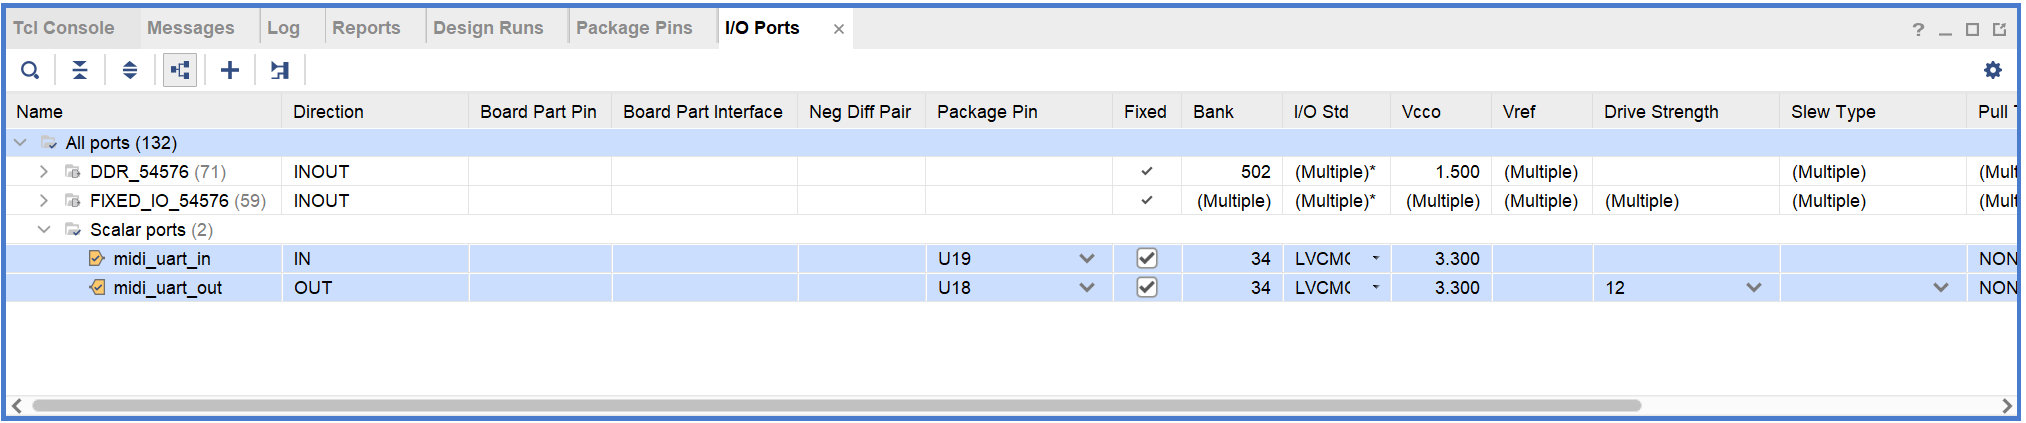 Tcl Console Messages Log Reports Design Runs Package Pins I/O Ports × ?
Name Direction Board Part Pin Board Part Interface Neg Diff Pair Package Pin Fixed Bank I/O Std Vcco Vref Drive Strength Slew Type Pull T
All ports (132)
DDR_54576 (71) INOUT 502 (Multiple)* 1.500 (Multiple) (Multiple) (Mult
FIXED_IO_54576 (59) INOUT (Multiple) (Multiple)* (Multiple) (Multiple) (Multiple) (Multiple) (Mult
Scalar ports (2)
midi_uart_in IN U19 34 LVCMO 3.300 NON
midi_uart_out OUT U18 34 LVCMO 3.300 12 NON